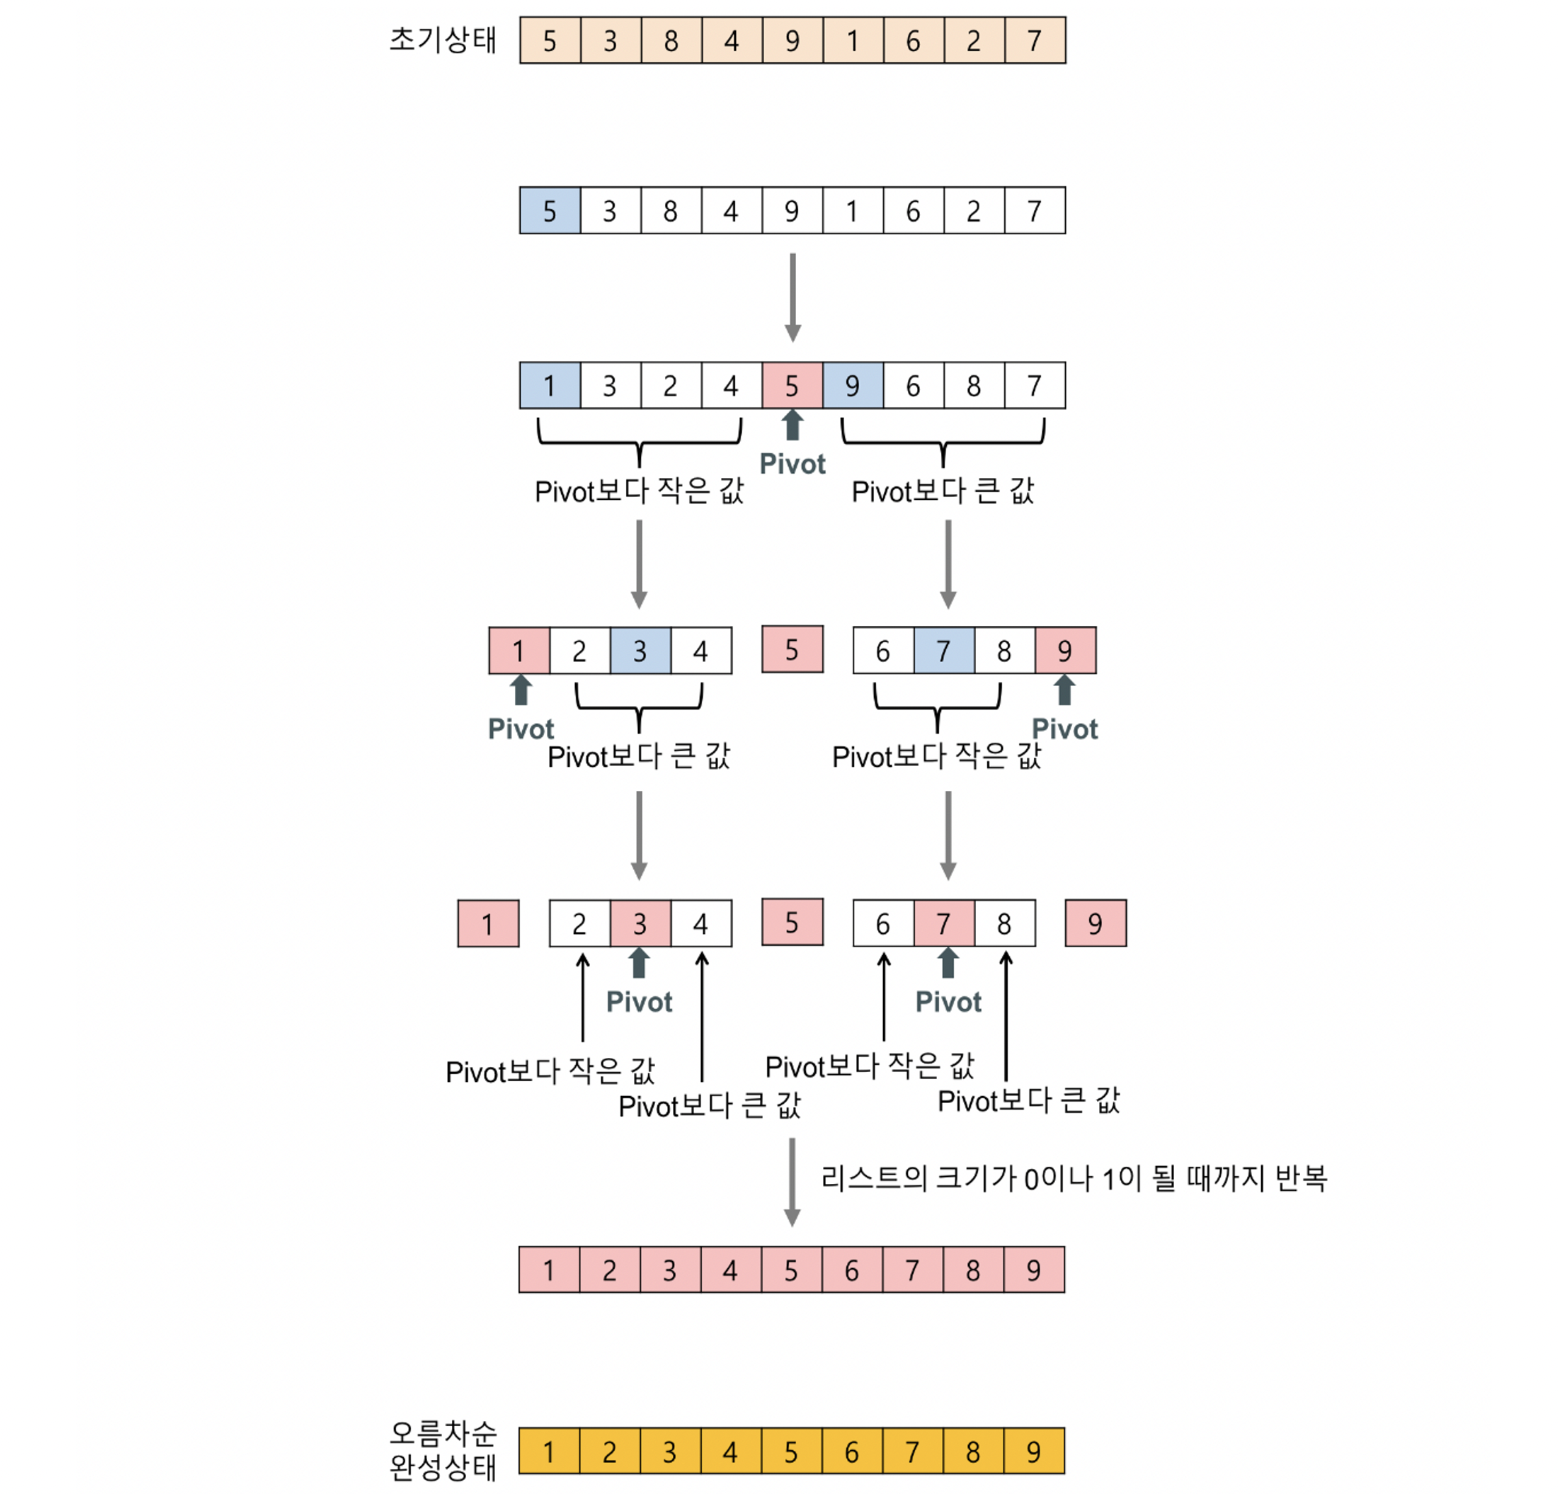 초기상태 5 3 8 4 9 1 6 2 7
5 3 8 4 9 1 6 2 7
1 3 2 4 5 9 6 8 7
Pivot
Pivot보다 작은 값 Pivot보다 큰 값
1 2 3 4 5 6 7 8 9
Pivot Pivot
Pivot보다 큰 값 Pivot보다 작은 값
1 2 3 4 5 6 7 8 9
Pivot Pivot
Pivot보다 작은 값 Pivot보다 작은 값
Pivot보다 큰 값 Pivot보다 큰 값
리스트의 크기가 0이나 1이 될 때까지 반복
1 2 3 4 5 6 7 8 9
오름차순
완성상태 1 2 3 4 5 6 7 8 9